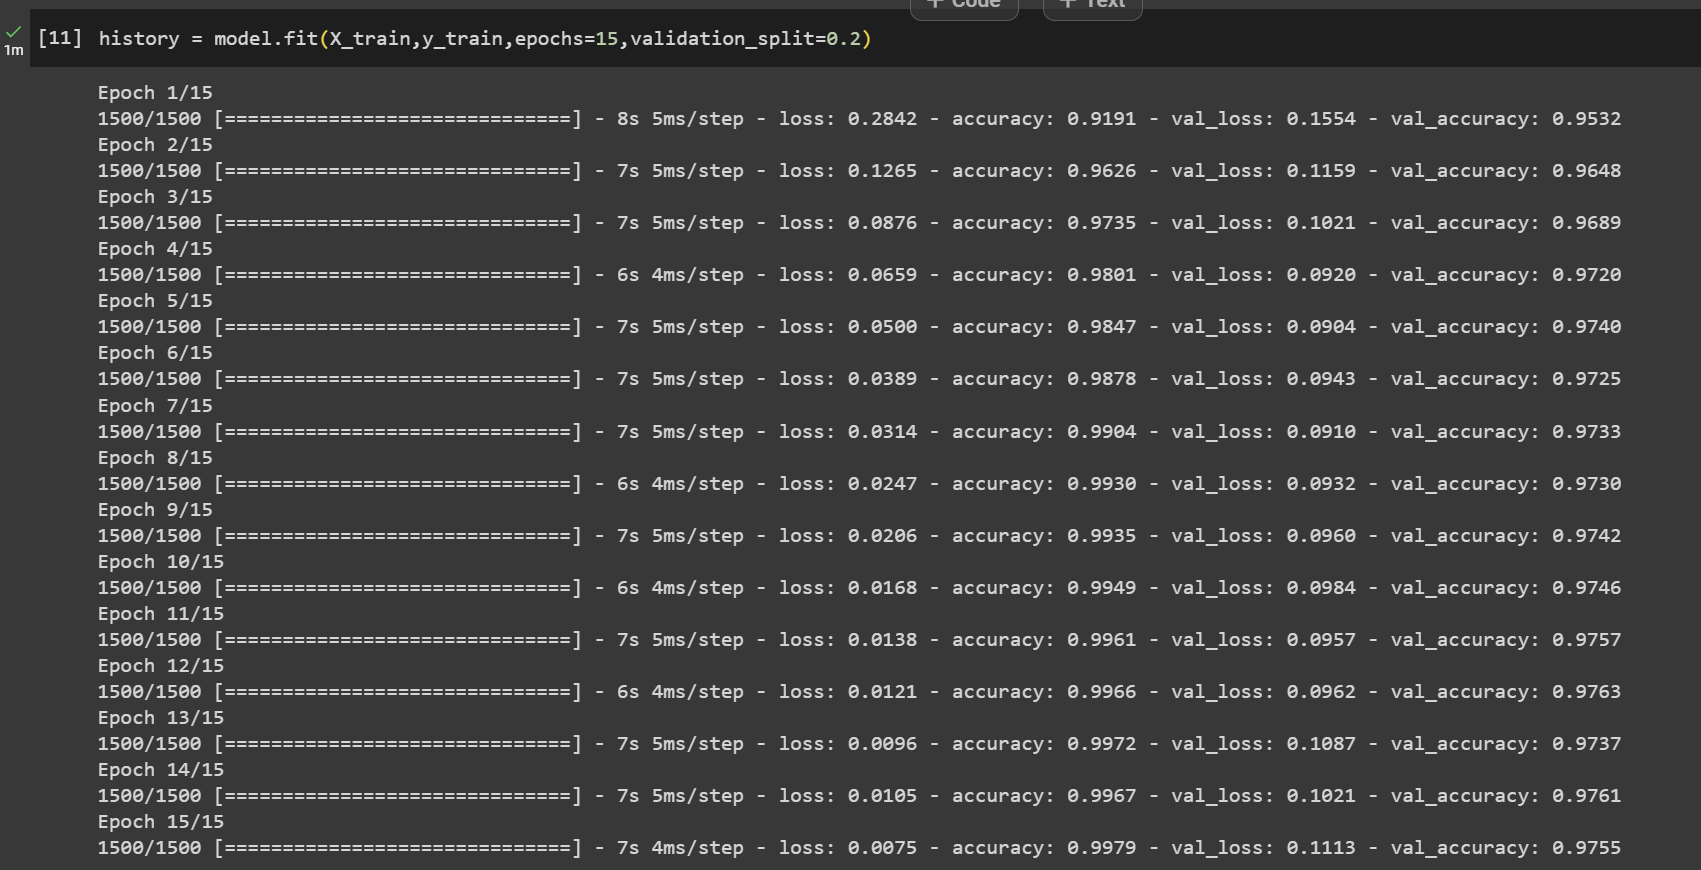 + Code + Text
1m
[11] history = model.fit(X_train,y_train,epochs=15,validation_split=0.2)
Epoch 1/15
1500/1500 [==============================] - 8s 5ms/step - loss: 0.2842 - accuracy: 0.9191 - val_loss: 0.1554 - val_accuracy: 0.9532
Epoch 2/15
1500/1500 [==============================] - 7s 5ms/step - loss: 0.1265 - accuracy: 0.9626 - val_loss: 0.1159 - val_accuracy: 0.9648
Epoch 3/15
1500/1500 [==============================] - 7s 5ms/step - loss: 0.0876 - accuracy: 0.9735 - val_loss: 0.1021 - val_accuracy: 0.9689
Epoch 4/15
1500/1500 [==============================] - 6s 4ms/step - loss: 0.0659 - accuracy: 0.9801 - val_loss: 0.0920 - val_accuracy: 0.9720
Epoch 5/15
1500/1500 [==============================] - 7s 5ms/step - loss: 0.0500 - accuracy: 0.9847 - val_loss: 0.0904 - val_accuracy: 0.9740
Epoch 6/15
1500/1500 [==============================] - 7s 5ms/step - loss: 0.0389 - accuracy: 0.9878 - val_loss: 0.0943 - val_accuracy: 0.9725
Epoch 7/15
1500/1500 [==============================] - 7s 5ms/step - loss: 0.0314 - accuracy: 0.9904 - val_loss: 0.0910 - val_accuracy: 0.9733
Epoch 8/15
1500/1500 [==============================] - 6s 4ms/step - loss: 0.0247 - accuracy: 0.9930 - val_loss: 0.0932 - val_accuracy: 0.9730
Epoch 9/15
1500/1500 [==============================] - 7s 5ms/step - loss: 0.0206 - accuracy: 0.9935 - val_loss: 0.0960 - val_accuracy: 0.9742
Epoch 10/15
1500/1500 [==============================] - 6s 4ms/step - loss: 0.0168 - accuracy: 0.9949 - val_loss: 0.0984 - val_accuracy: 0.9746
Epoch 11/15
1500/1500 [==============================] - 7s 5ms/step - loss: 0.0138 - accuracy: 0.9961 - val_loss: 0.0957 - val_accuracy: 0.9757
Epoch 12/15
1500/1500 [==============================] - 6s 4ms/step - loss: 0.0121 - accuracy: 0.9966 - val_loss: 0.0962 - val_accuracy: 0.9763
Epoch 13/15
1500/1500 [==============================] - 7s 5ms/step - loss: 0.0096 - accuracy: 0.9972 - val_loss: 0.1087 - val_accuracy: 0.9737
Epoch 14/15
1500/1500 [==============================] - 7s 5ms/step - loss: 0.0105 - accuracy: 0.9967 - val_loss: 0.1021 - val_accuracy: 0.9761
Epoch 15/15
1500/1500 [==============================] - 7s 4ms/step - loss: 0.0075 - accuracy: 0.9979 - val_loss: 0.1113 - val_accuracy: 0.9755